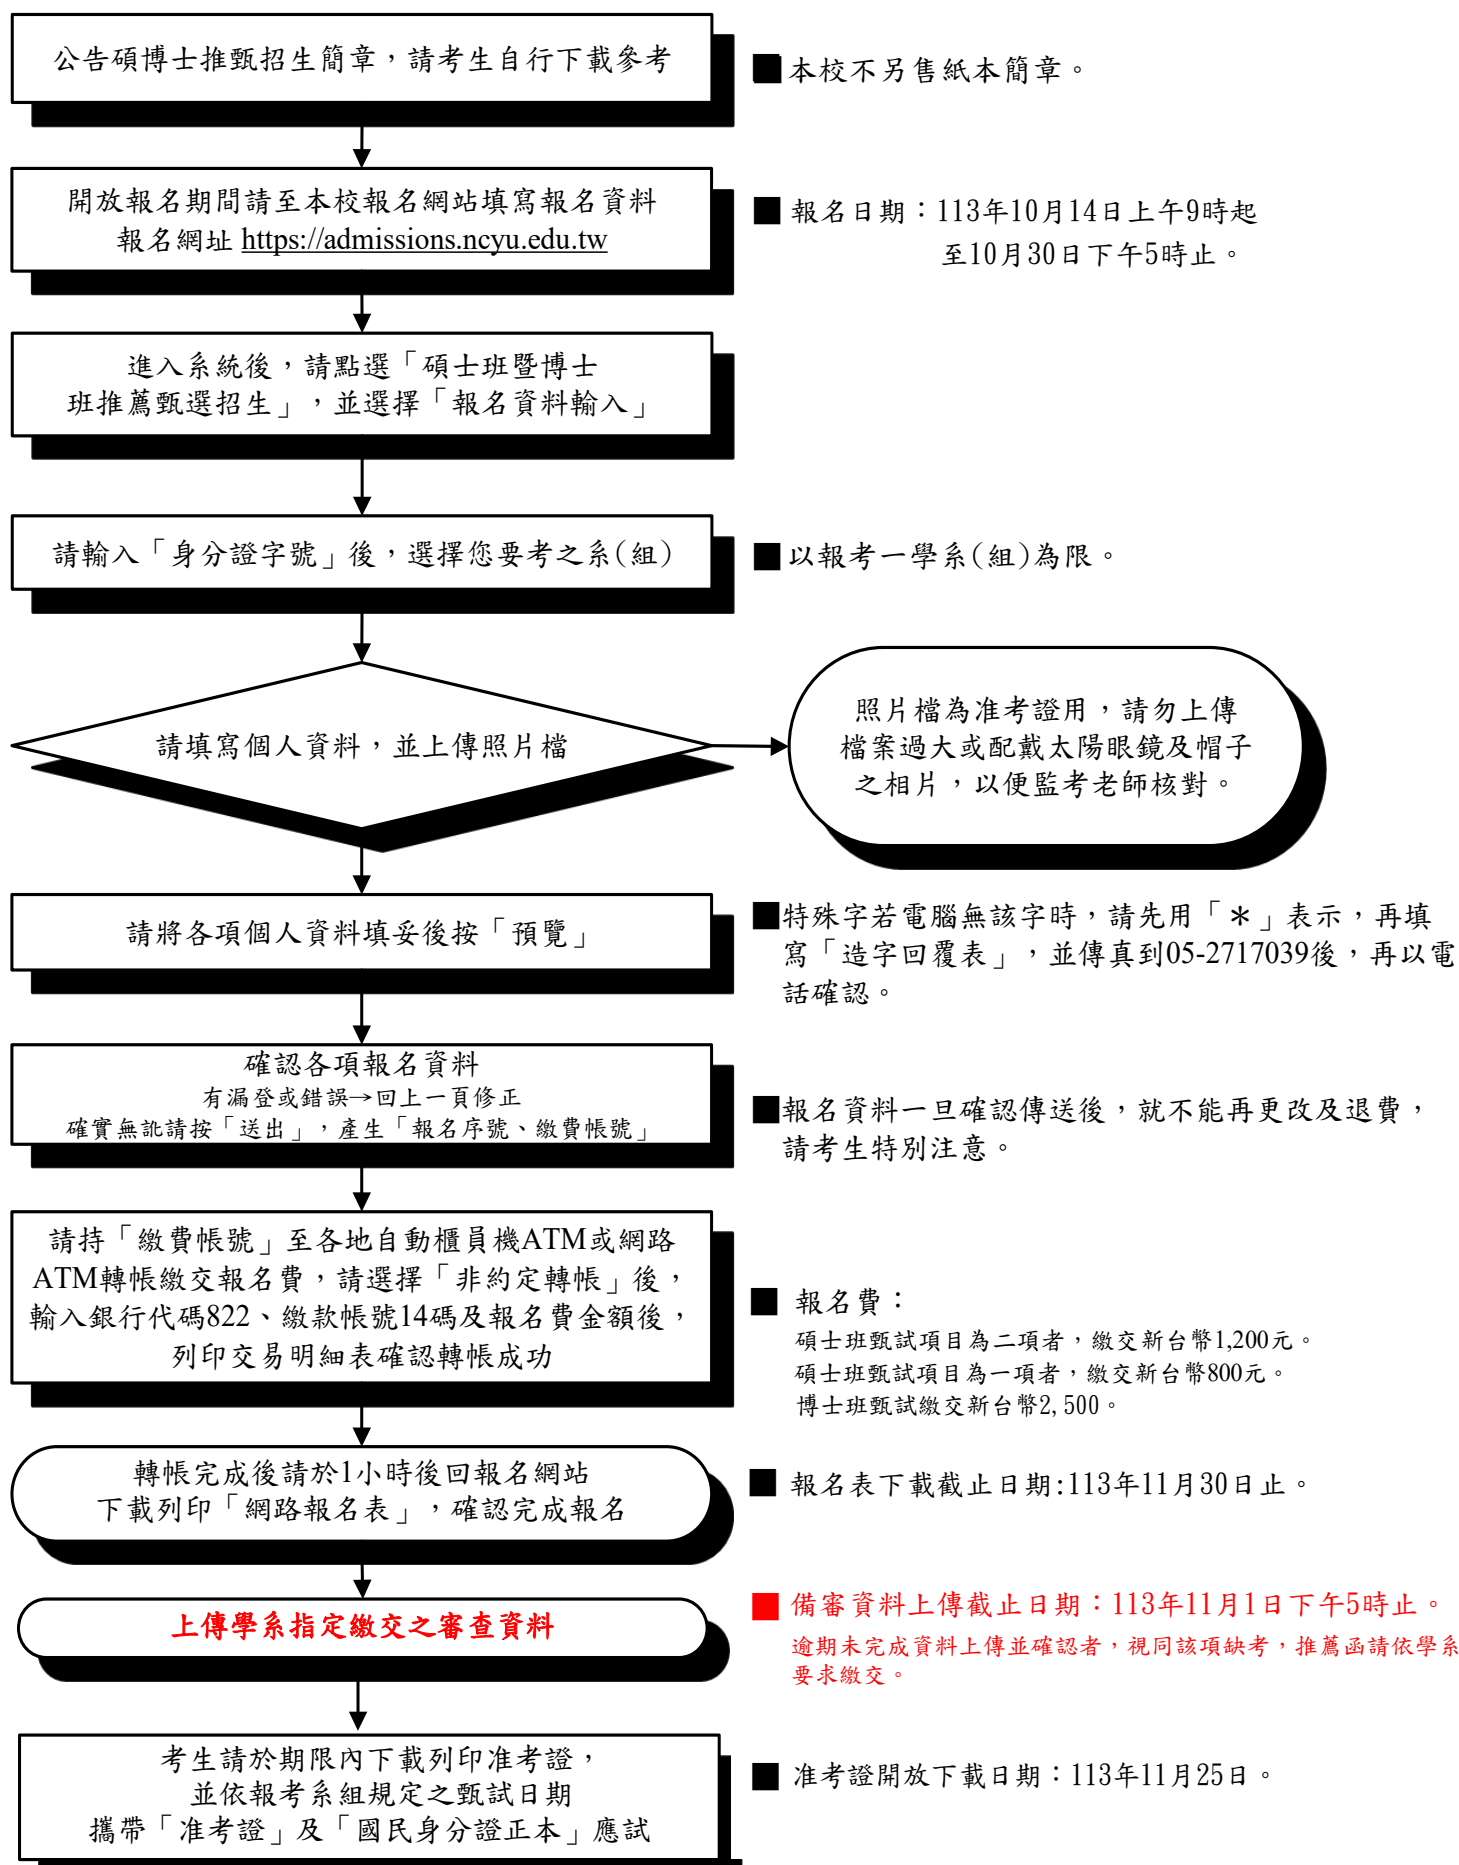 公告碩博士推甄招生簡章，請考生自行下載參考
■本校不另售紙本簡章。
開放報名期間請至本校報名網站填寫報名資料
報名網址 https://admissions.ncyu.edu.tw
■ 報名日期：113年10月14日上午9時起
至10月30日下午5時止。
進入系統後，請點選「碩士班暨博士
班推薦甄選招生」，並選擇「報名資料輸入」
請輸入「身分證字號」後，選擇您要考之系(組)
■以報考一學系(組)為限。
請填寫個人資料，並上傳照片檔
照片檔為准考證用，請勿上傳
檔案過大或配戴太陽眼鏡及帽子
之相片，以便監考老師核對。
請將各項個人資料填妥後按「預覽」
■特殊字若電腦無該字時，請先用「＊」表示，再填
寫「造字回覆表」，並傳真到05-2717039後，再以電
話確認。
確認各項報名資料
有漏登或錯誤→回上一頁修正
確實無訛請按「送出」，產生「報名序號、繳費帳號」
■報名資料一旦確認傳送後，就不能再更改及退費，
請考生特別注意。
請持「繳費帳號」至各地自動櫃員機ATM或網路
ATM轉帳繳交報名費，請選擇「非約定轉帳」後，
輸入銀行代碼822、繳款帳號14碼及報名費金額後，
列印交易明細表確認轉帳成功
■ 報名費：
碩士班甄試項目為二項者，繳交新台幣1,200元。
碩士班甄試項目為一項者，繳交新台幣800元。
博士班甄試繳交新台幣2,500。
轉帳完成後請於1小時後回報名網站
下載列印「網路報名表」，確認完成報名
■ 報名表下載截止日期:113年11月30日止。
上傳學系指定繳交之審查資料
■ 備審資料上傳截止日期：113年11月1日下午5時止。
逾期未完成資料上傳並確認者，視同該項缺考，推薦函請依學系
要求繳交。
考生請於期限內下載列印准考證，
並依報考系組規定之甄試日期
攜帶「准考證」及「國民身分證正本」應試
■ 准考證開放下載日期：113年11月25日。